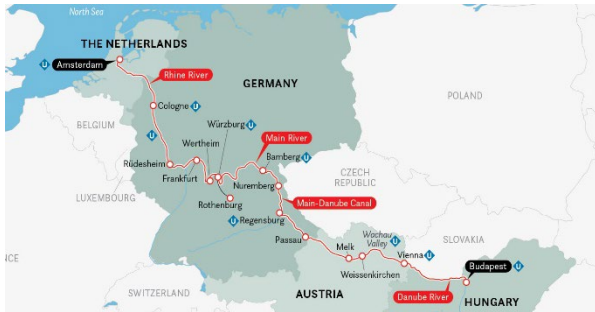 North Sea
THE NETHERLANDS
Amsterdam
Rhine River
GERMANY
POLAND
Cologne
Würzburg
BELGIUM
Wertheim
Main River
Bamberg
Rüdesheim
Frankfurt
CZECH
REPUBLIC
Nuremberg
LUXEMBOURG
Rothenburg
Main-Danube Canal
Regensburg
Passau
Wachau
Valley
SLOVAKIA
Melk
Vienna
NCE
Weissenkirchen
Budapest
SWITZERLAND
AUSTRIA
Danube River
HUNGARY